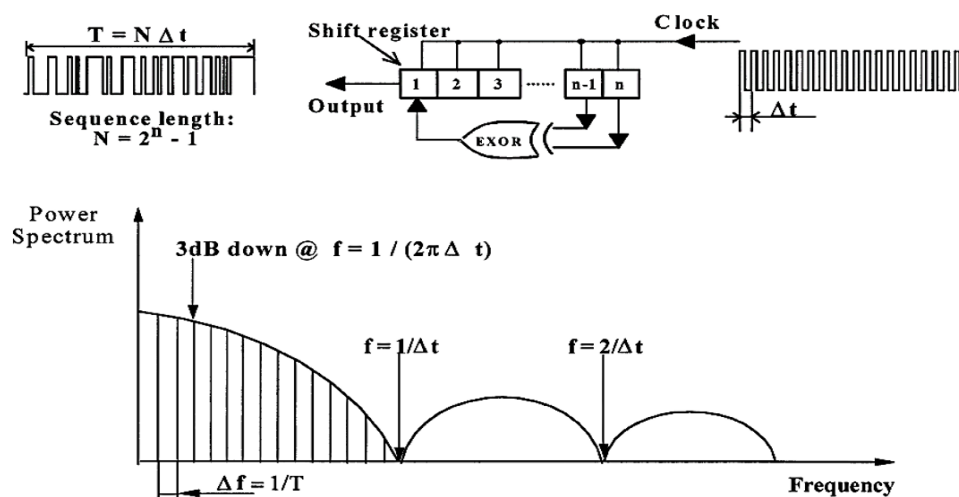 T = N Δt
Sequence length:
N = 2ⁿ - 1
Shift register
Clock
1 2 3 ...... n-1 n
Output
EXOR
Δt
Power
Spectrum
3dB down @ f = 1 / (2π Δ t)
f = 1/Δt
f = 2/Δt
Δf = 1/T
Frequency